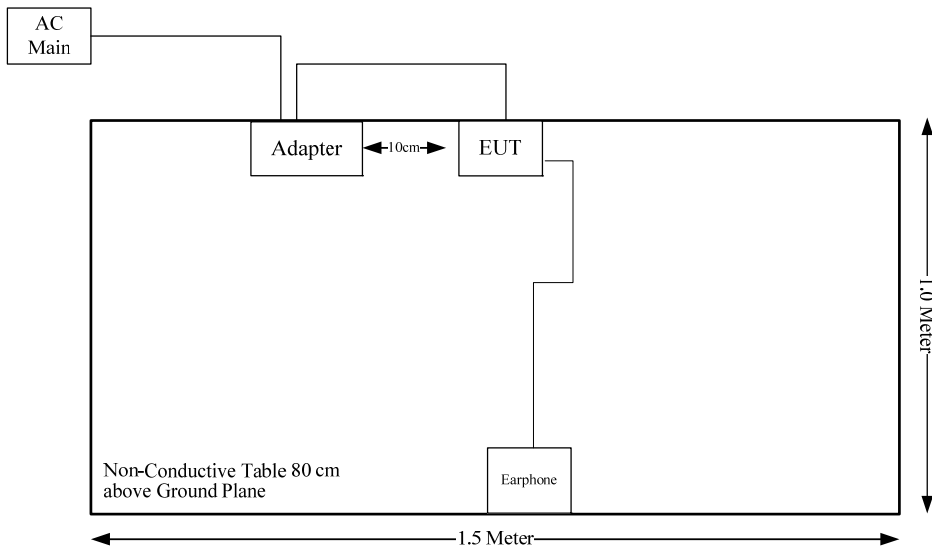 AC
Main
Adapter
10cm
EUT
1.0 Meter
Earphone
Non-Conductive Table 80 cm
above Ground Plane
1.5 Meter